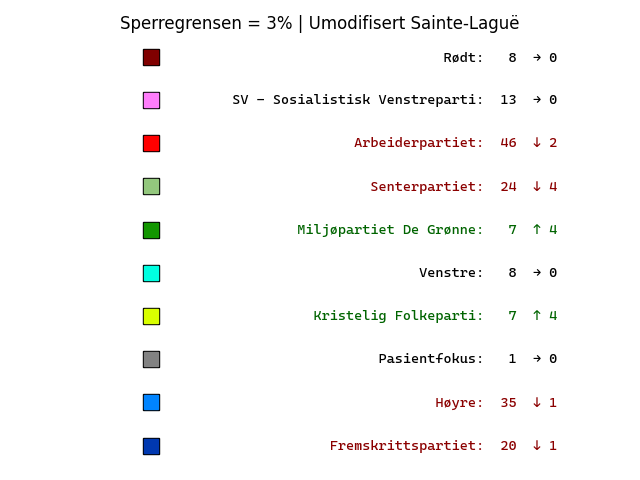 Sperregrensen = 3% | Umodifisert Sainte-Laguë
Rødt: 8 → 0
SV – Sosialistisk Venstreparti: 13 → 0
Arbeiderpartiet: 46 ↓ 2
Senterpartiet: 24 ↓ 4
Miljøpartiet De Grønne: 7 ↑ 4
Venstre: 8 → 0
Kristelig Folkeparti: 7 ↑ 4
Pasientfokus: 1 → 0
Høyre: 35 ↓ 1
Fremskrittspartiet: 20 ↓ 1